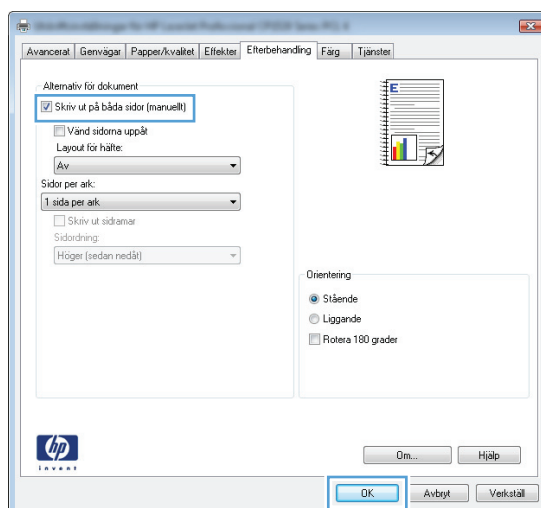 Avancerat Genvägar Papper/kvalitet Effekter Efterbehandling Färg Tjänster
Alternativ för dokument
Skriv ut på båda sidor (manuellt)
Vänd sidorna uppåt
Layout för häfte:
Av
Sidor per ark:
1 sida per ark
Skriv ut sidramar
Sidordning:
Höger (sedan nedåt)
E
Orientering
Stående
Liggande
Rotera 180 grader
hp
invent
Om... Hjälp
OK Avbryt Verkställ